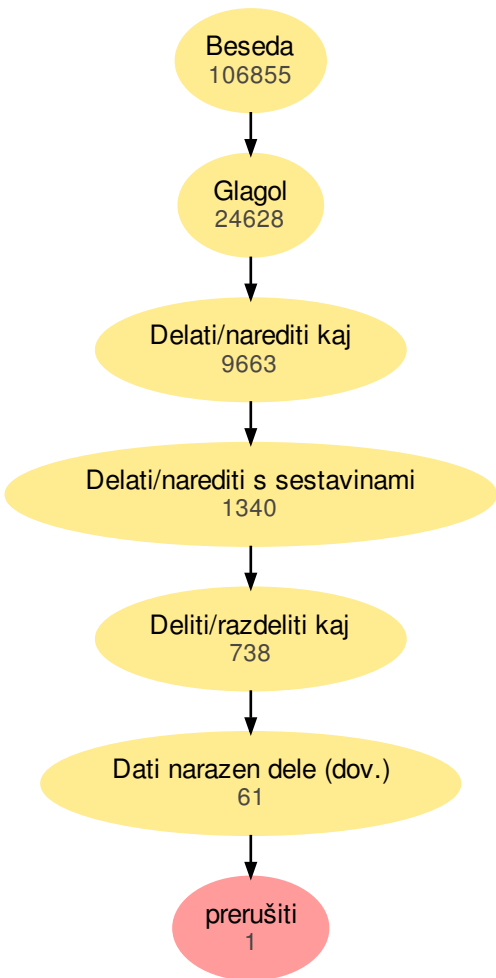 Beseda
106855
Glagol
24628
Delati/narediti kaj
9663
Delati/narediti s sestavinami
1340
Deliti/razdeliti kaj
738
Dati narazen dele (dov.)
61
prerušiti
1